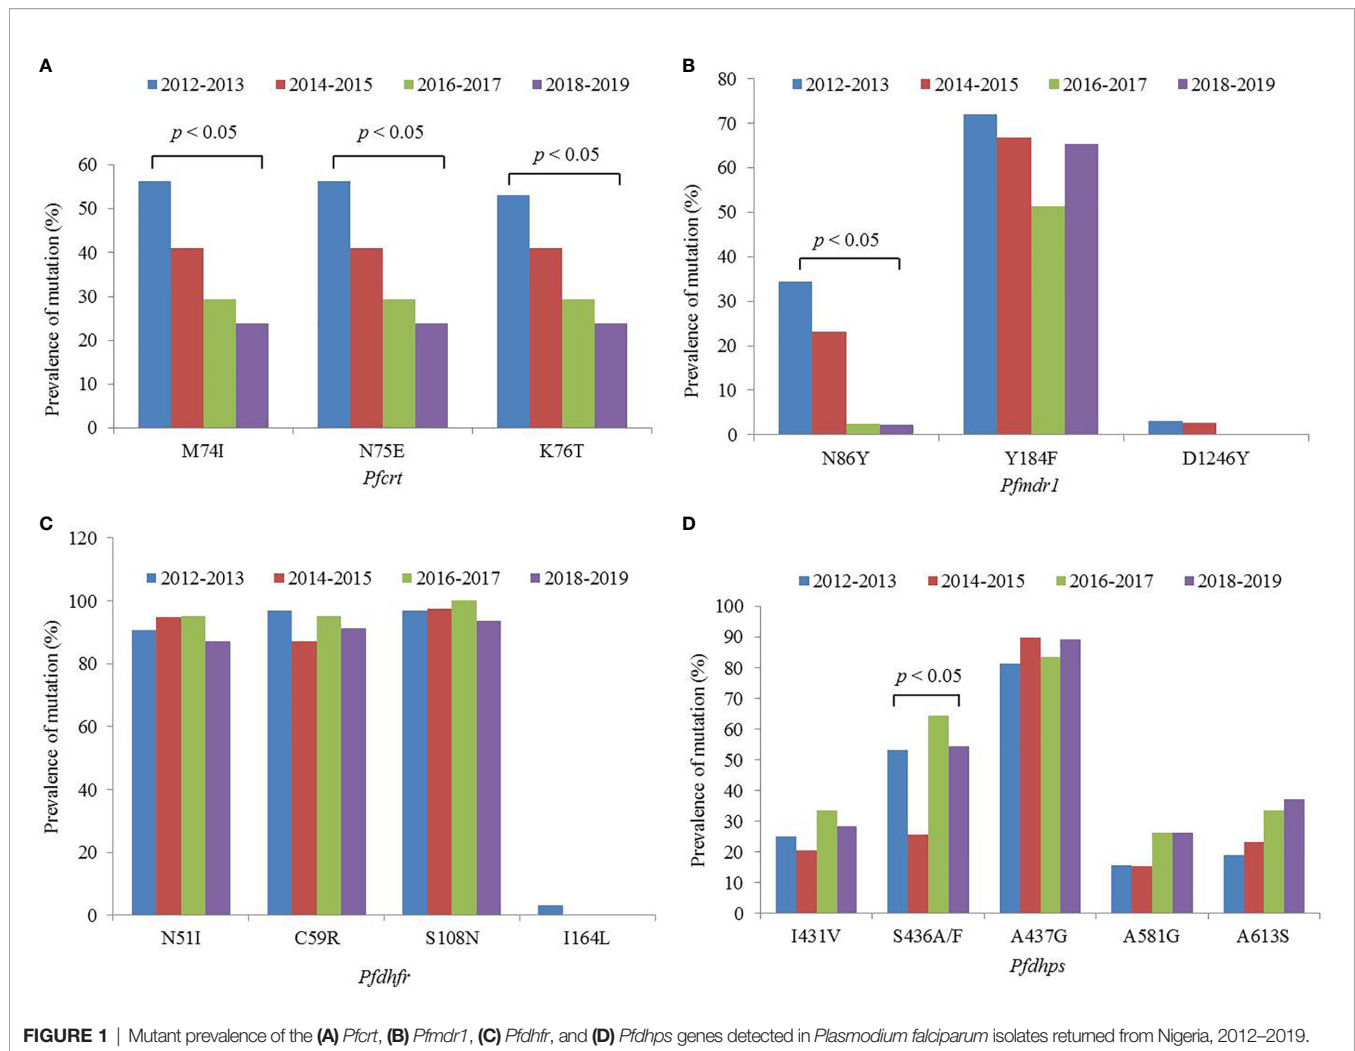 A
2012-2013 2014-2015 2016-2017 2018-2019
p < 0.05 p < 0.05 p < 0.05
Prevalence of mutation (%)
60
50
40
30
20
10
0
M74I N75E K76T
Pfcrt
B
2012-2013 2014-2015 2016-2017 2018-2019
p < 0.05
Prevalence of mutation (%)
80
70
60
50
40
30
20
10
0
N86Y Y184F D1246Y
Pfmdr1
C
2012-2013 2014-2015 2016-2017 2018-2019
Prevalence of mutation (%)
120
100
80
60
40
20
0
N51I C59R S108N I164L
Pfdhfr
D
2012-2013 2014-2015 2016-2017 2018-2019
p < 0.05
Prevalence of mutation (%)
100
90
80
70
60
50
40
30
20
10
0
I431V S436A/F A437G A581G A613S
Pfdhps
FIGURE 1 | Mutant prevalence of the (A) Pfcrt, (B) Pfmdr1, (C) Pfdhfr, and (D) Pfdhps genes detected in Plasmodium falciparum isolates returned from Nigeria, 2012–2019.